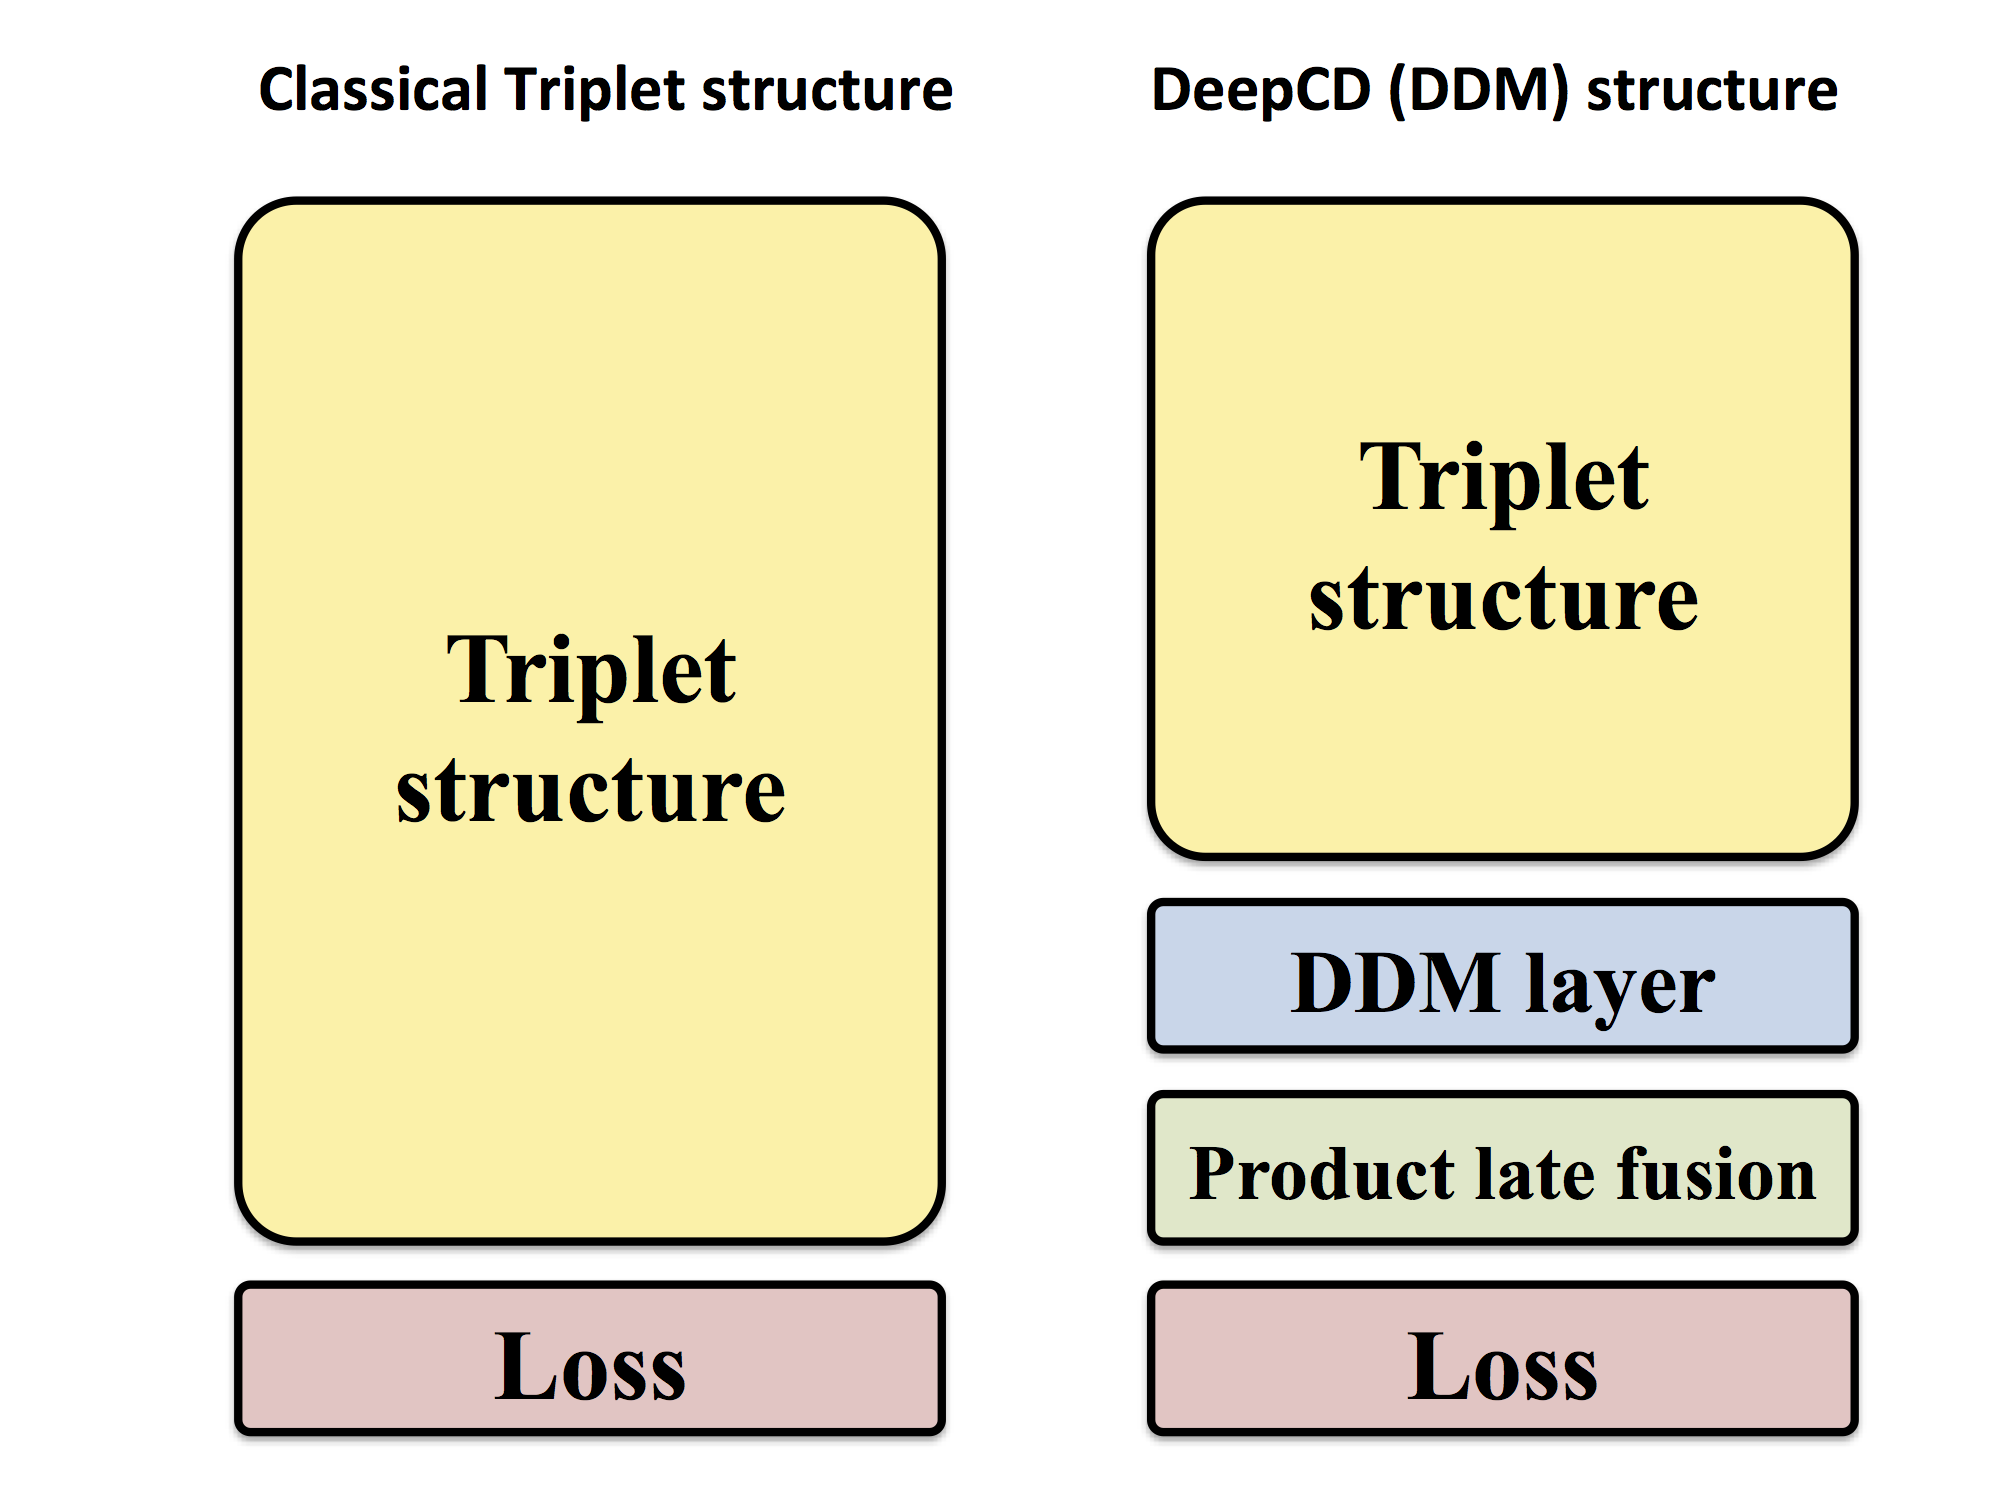 Classical Triplet structure
Triplet
structure
Loss
DeepCD (DDM) structure
Triplet
structure
DDM layer
Product late fusion
Loss